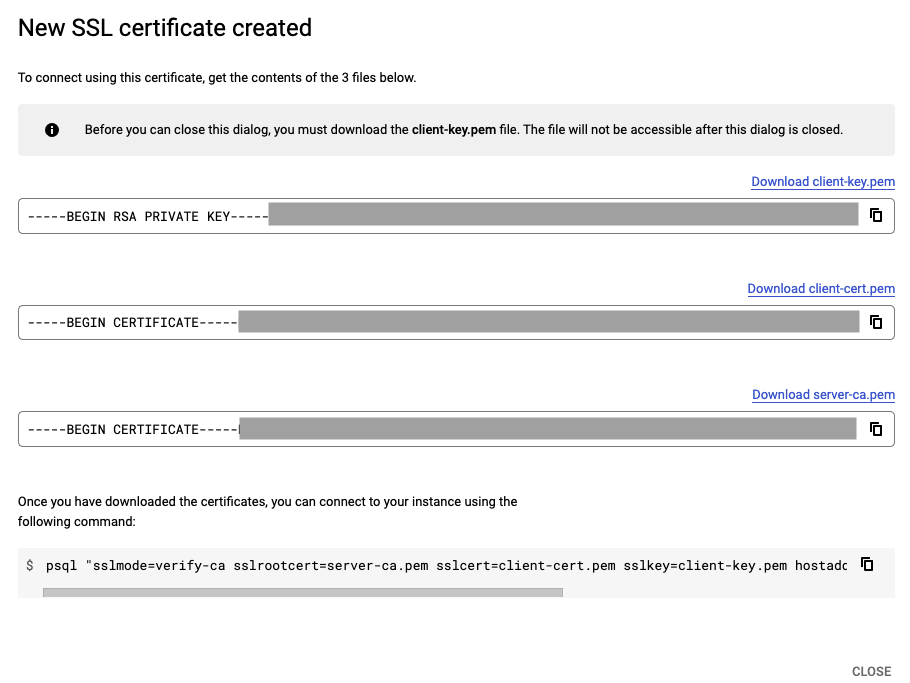 New SSL certificate created
To connect using this certificate, get the contents of the 3 files below.
Before you can close this dialog, you must download the client-key.pem file. The file will not be accessible after this dialog is closed.
Download client-key.pem
-----BEGIN RSA PRIVATE KEY-----
Download client-cert.pem
-----BEGIN CERTIFICATE-----
Download server-ca.pem
-----BEGIN CERTIFICATE-----
Once you have downloaded the certificates, you can connect to your instance using the
following command:
$ psql "sslmode=verify-ca sslrootcert=server-ca.pem sslcert=client-cert.pem sslkey=client-key.pem
CLOSE